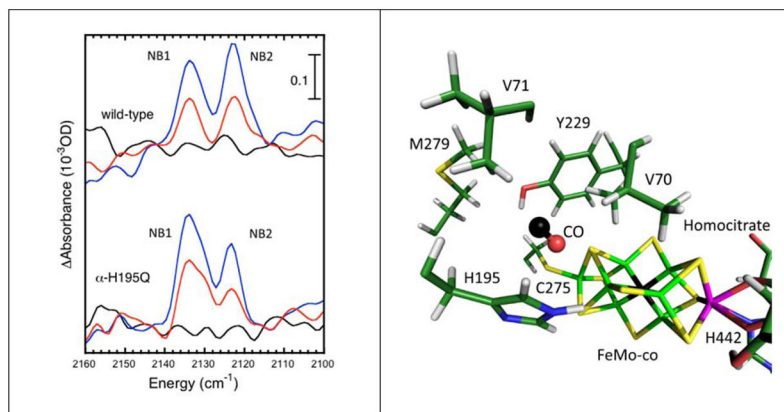 NB1 NB2
0.1
wild-type
NB1 NB2
α-H195Q
ΔAbsorbance (10⁻³OD)
2160 2150 2140 2130 2120 2110 2100
Energy (cm⁻¹)
V71
Y229
M279
V70
CO
Homocitrate
H195
C275
H442
FeMo-co